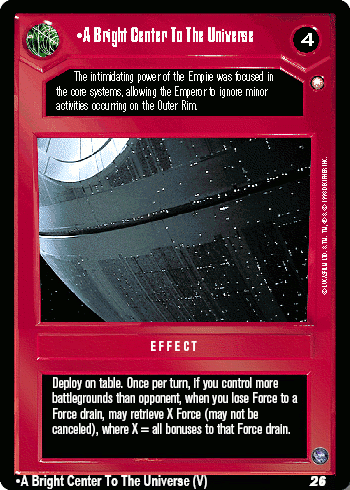 •A Bright Center To The Universe
4
The intimidating power of the Empire was focused in
the core systems, allowing the Emperor to ignore minor
activities occurring on the Outer Rim.
EFFECT
Deploy on table. Once per turn, if you control more
battlegrounds than opponent, when you lose Force to a
Force drain, may retrieve X Force (may not be
canceled), where X = all bonuses to that Force drain.
•A Bright Center To The Universe (V)
26